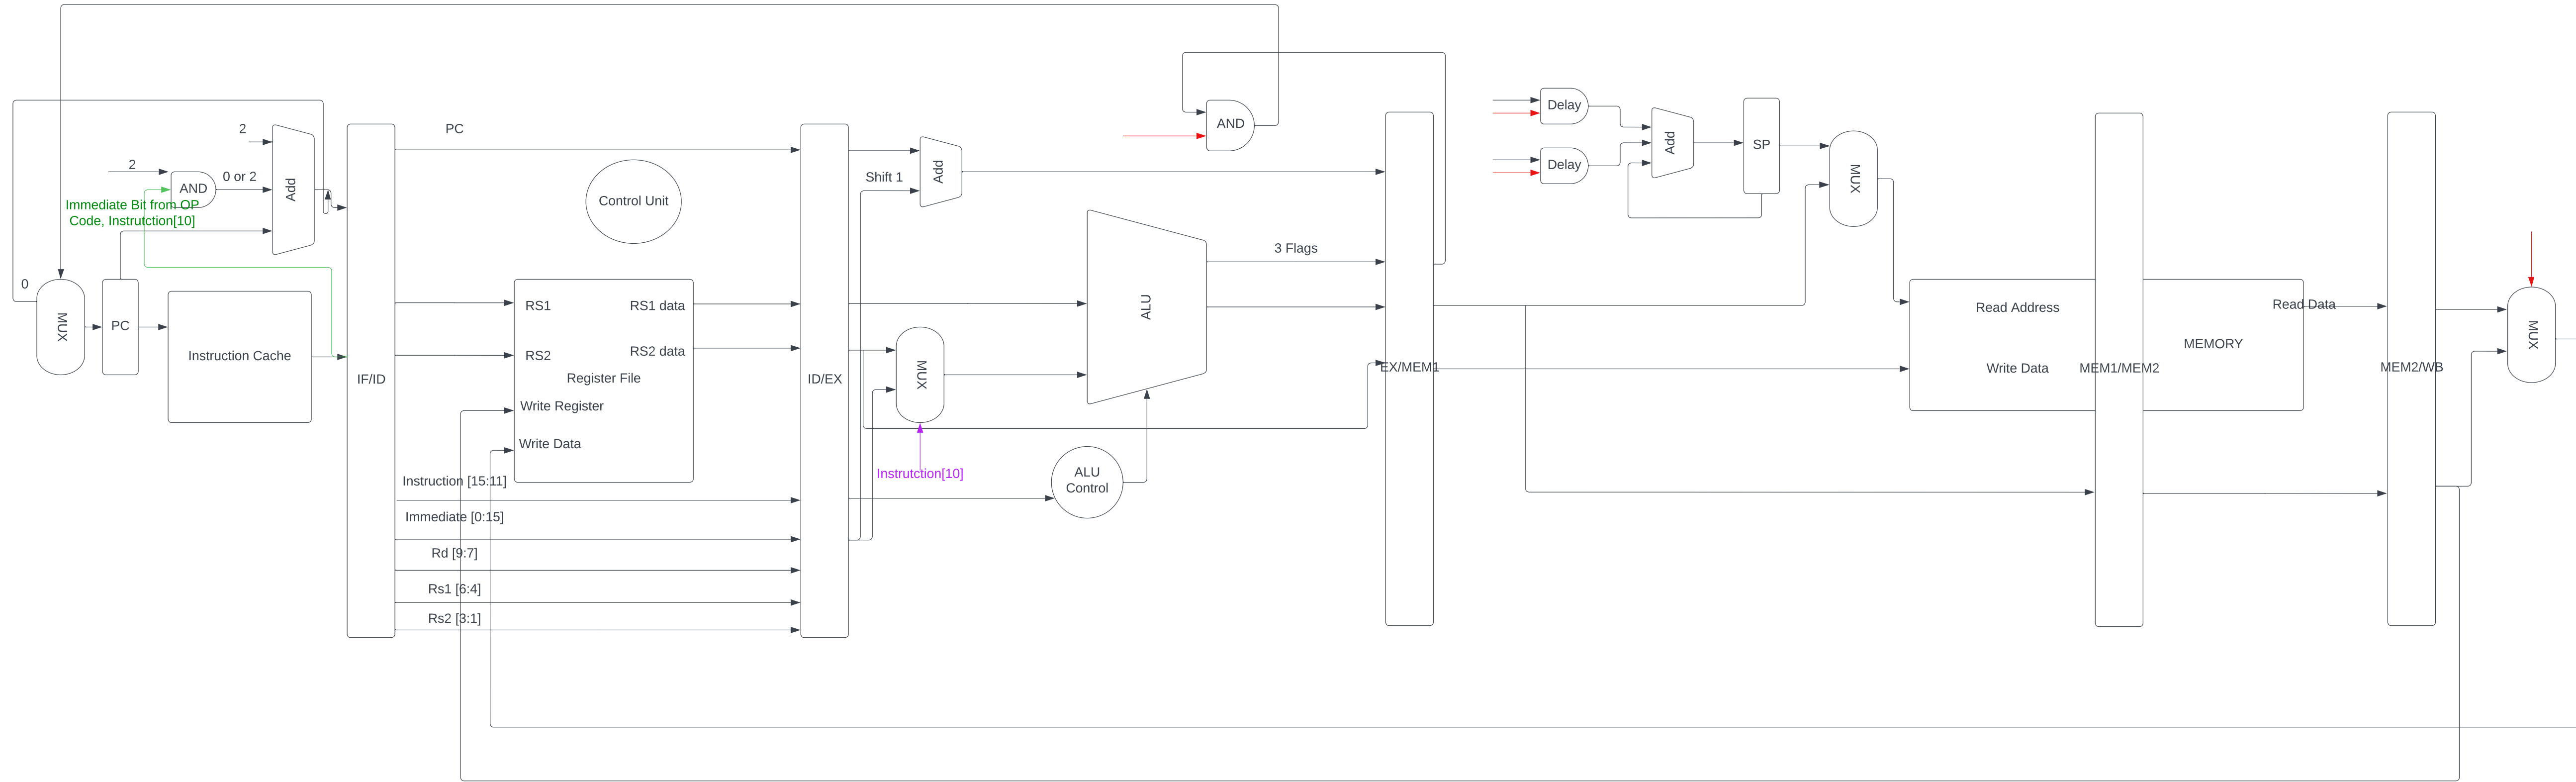 2
2
AND
0 or 2
Add
Immediate Bit from OP
Code, Instrutction[10]
0
MUX
PC
Instruction Cache
IF/ID
PC
Control Unit
RS1
RS1 data
RS2
RS2 data
Register File
Write Register
Write Data
Instruction [15:11]
Immediate [0:15]
Rd [9:7]
Rs1 [6:4]
Rs2 [3:1]
ID/EX
Shift 1
Add
MUX
Instrutction[10]
ALU
ALU
Control
AND
3 Flags
EX/MEM1
Delay
Delay
Add
SP
MUX
Read Address
Write Data
MEM1/MEM2
MEMORY
Read Data
MEM2/WB
MUX